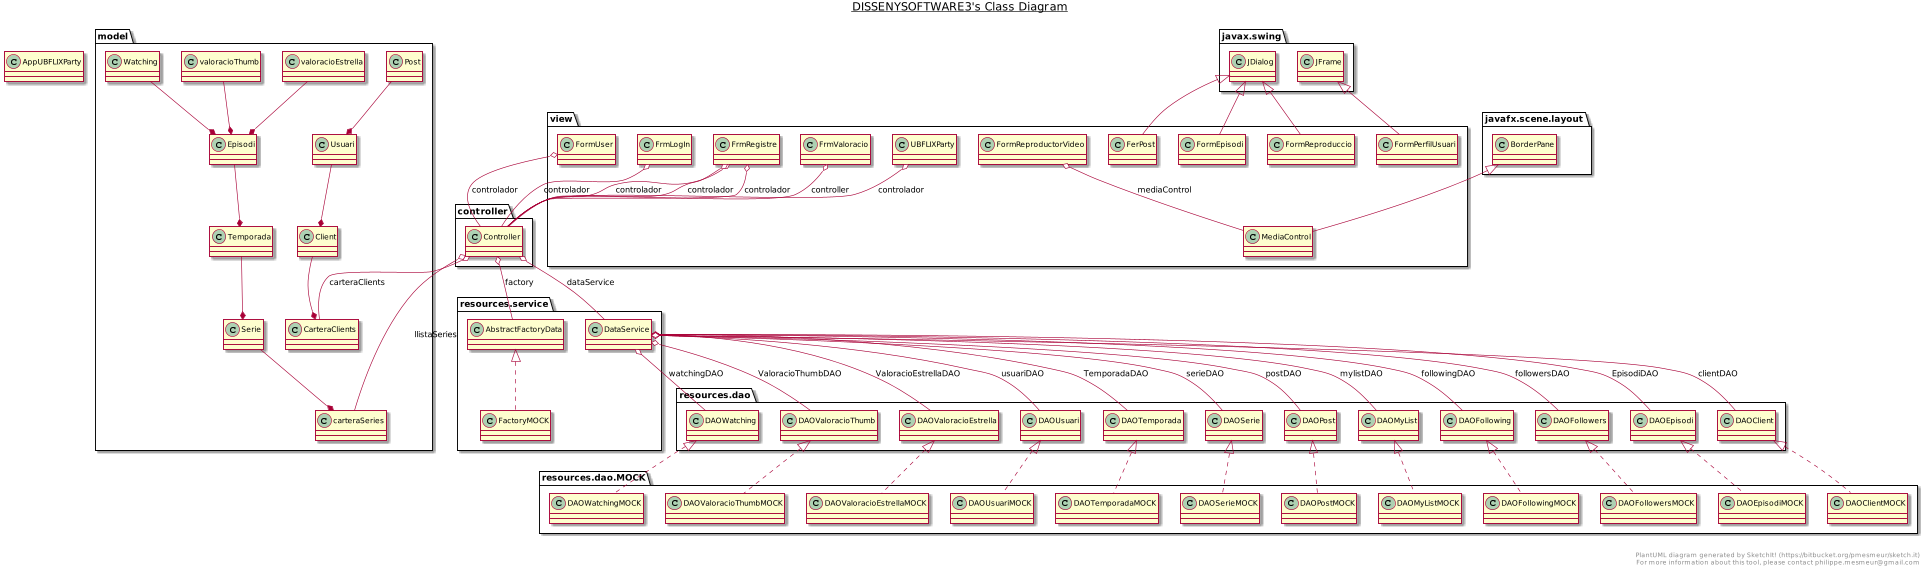 DISSENYSOFTWARE3's Class Diagram
model
javax.swing
C AppUBFLIXParty
C Watching
C valoracioThumb
C valoracioEstrella
C Post
C JDialog
C JFrame
view
javafx.scene.layout
C Episodi
C Usuari
C FormUser
C FrmLogIn
C FrmRegistre
C FrmValoracio
C UBFLIXParty
C FormReproductorVideo
C FerPost
C FormEpisodi
C FormReproduccio
C FormPerfilUsuari
C BorderPane
controlador
controlador
controlador
controlador
controlador
controller
controlador
mediaControl
controller
C Temporada
C Client
C Controller
C MediaControl
carteraClients
factory
dataService
resources.service
C Serie
C CarteraClients
llistaSeries
C AbstractFactoryData
C DataService
watchingDAO
ValoracioThumbDAO
ValoracioEstrellaDAO
usuariDAO
TemporadaDAO
serieDAO
postDAO
mylistDAO
followingDAO
followersDAO
EpisodiDAO
clientDAO
resources.dao
C carteraSeries
C FactoryMOCK
C DAOWatching
C DAOValoracioThumb
C DAOValoracioEstrella
C DAOUsuari
C DAOTemporada
C DAOSerie
C DAOPost
C DAOMyList
C DAOFollowing
C DAOFollowers
C DAOEpisodi
C DAOClient
resources.dao.MOCK
C DAOWatchingMOCK
C DAOValoracioThumbMOCK
C DAOValoracioEstrellaMOCK
C DAOUsuariMOCK
C DAOTemporadaMOCK
C DAOSerieMOCK
C DAOPostMOCK
C DAOMyListMOCK
C DAOFollowingMOCK
C DAOFollowersMOCK
C DAOEpisodiMOCK
C DAOClientMOCK
PlantUML diagram generated by SketchIt! (https://bitbucket.org/pmesmeur/sketch.it)
For more information about this tool, please contact philippe.mesmeur@gmail.com